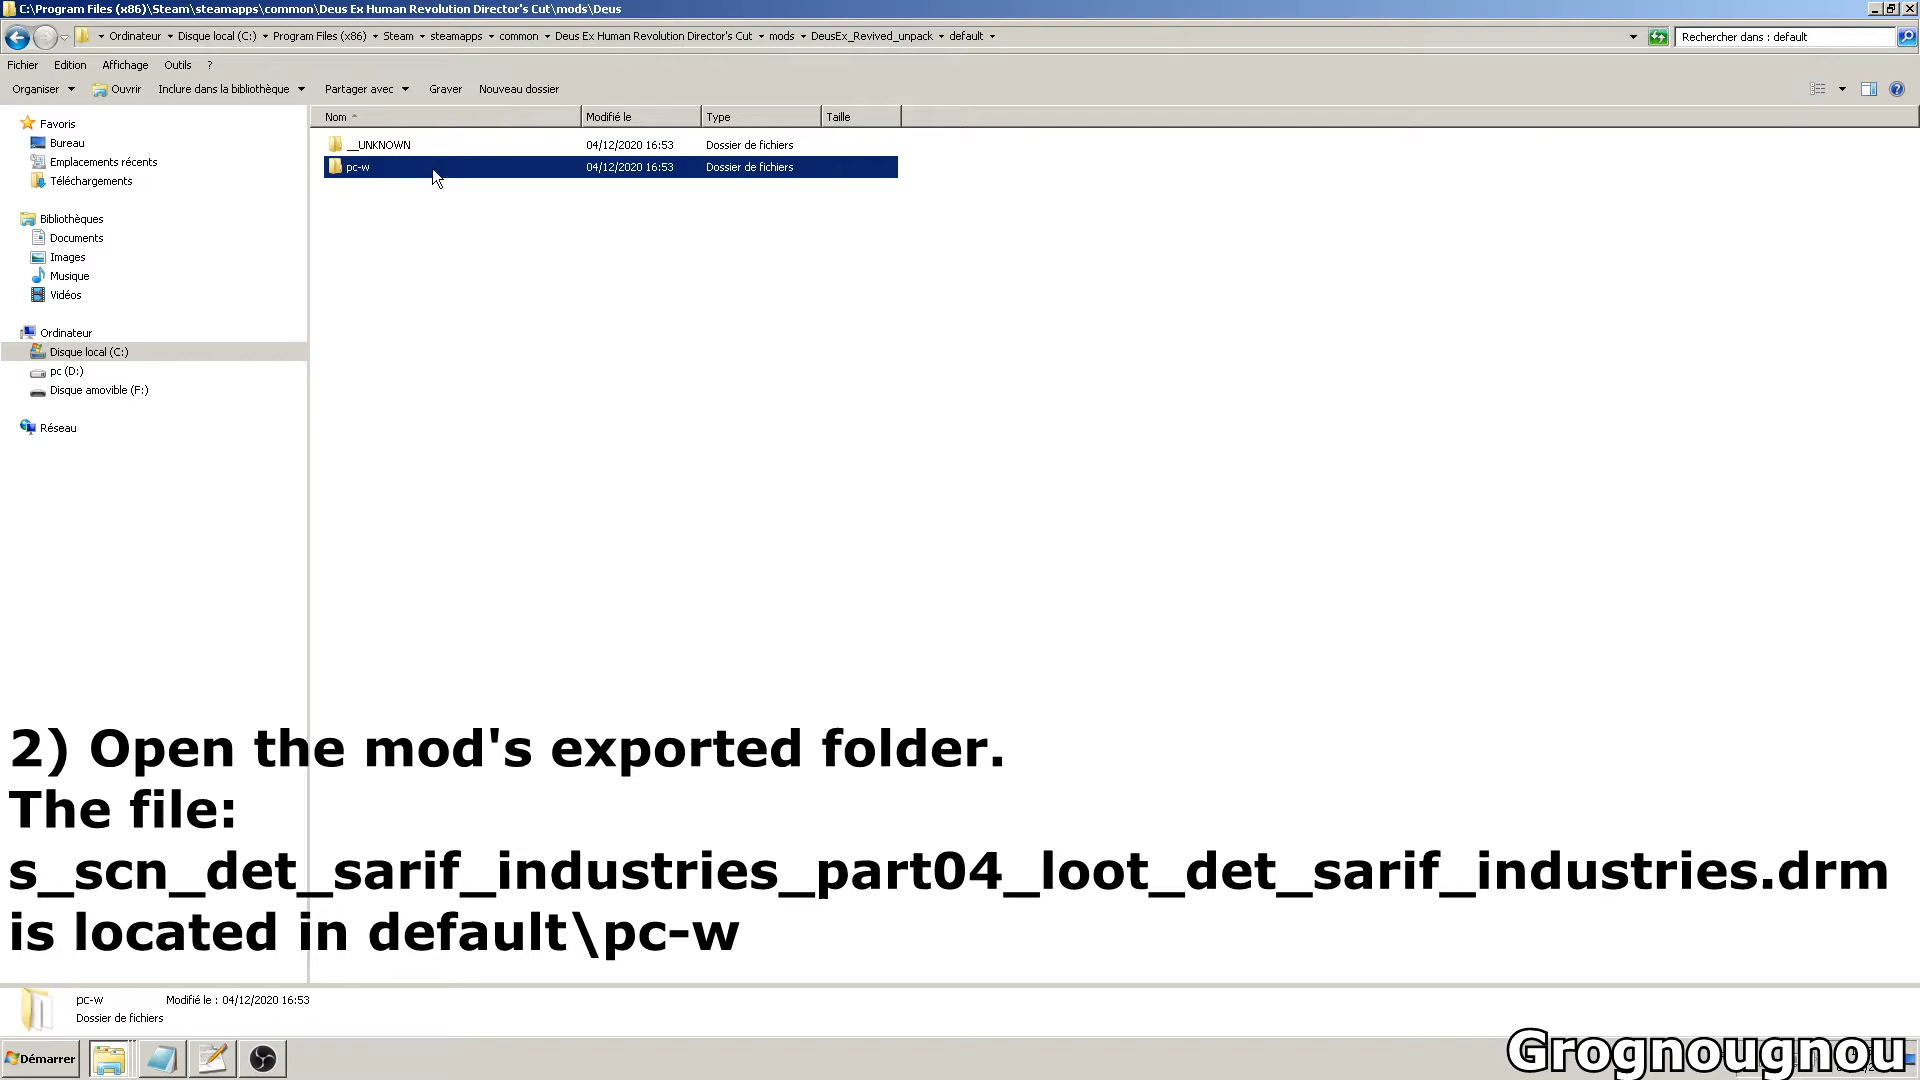 C:\Program Files (x86)\Steam\steamapps\common\Deus Ex Human Revolution Director's Cut\mods\Deus
Ordinateur Disque local (C:) Program Files (x86) Steam steamapps common Deus Ex Human Revolution Director's Cut mods DeusEx_Revived_unpack default
Rechercher dans : default
Fichier Edition Affichage Outils ?
Organiser Ouvrir Inclure dans la bibliothèque Partager avec Graver Nouveau dossier
Nom Modifié le Type Taille
Favoris
Bureau
Emplacements récents
Téléchargements
Bibliothèques
Documents
Images
Musique
Vidéos
Ordinateur
Disque local (C:)
pc (D:)
Disque amovible (F:)
Réseau
__UNKNOWN 04/12/2020 16:53 Dossier de fichiers
pc-w 04/12/2020 16:53 Dossier de fichiers
2) Open the mod's exported folder.
The file:
s_scn_det_sarif_industries_part04_loot_det_sarif_industries.drm
is located in default\pc-w
pc-w Modifié le : 04/12/2020 16:53
Dossier de fichiers
Démarrer
Grognougnou